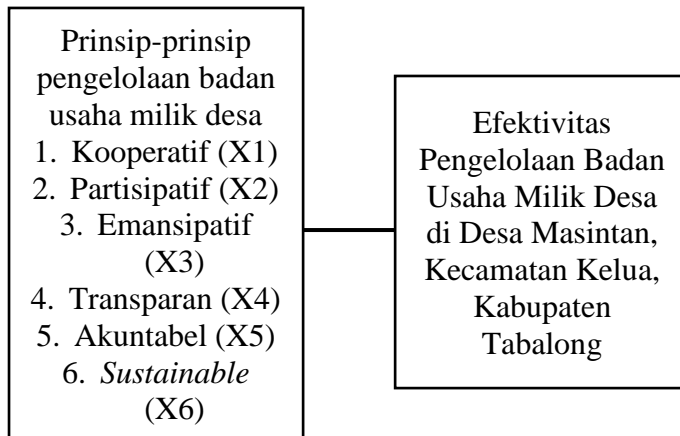 Prinsip-prinsip
pengelolaan badan
usaha milik desa
1. Kooperatif (X1)
2. Partisipatif (X2)
3. Emansipatif
(X3)
4. Transparan (X4)
5. Akuntabel (X5)
6. Sustainable
(X6)
Efektivitas
Pengelolaan Badan
Usaha Milik Desa
di Desa Masintan,
Kecamatan Kelua,
Kabupaten
Tabalong